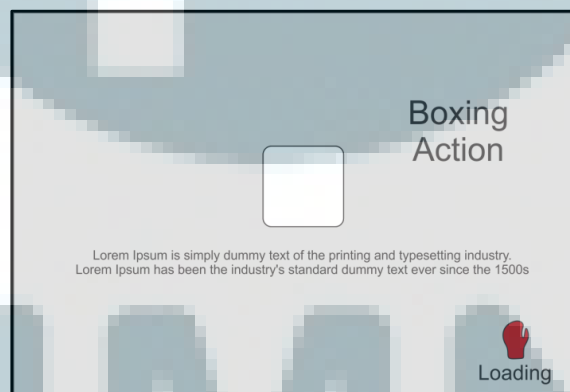 Boxing
Action
Lorem Ipsum is simply dummy text of the printing and typesetting industry.
Lorem Ipsum has been the industry's standard dummy text ever since the 1500s
Loading